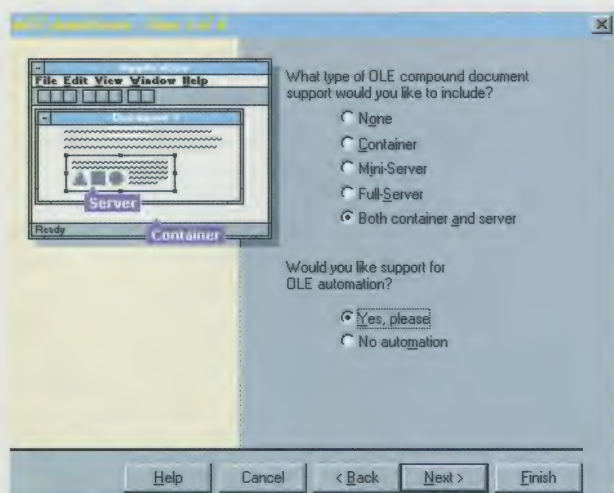 File Edit View Window Help
Server
Container
Ready
What type of OLE compound document
support would you like to include?
None
Container
Mini-Server
Full-Server
Both container and server
Would you like support for
OLE automation?
Yes, please
No automation
Help
Cancel
< Back
Next >
Finish